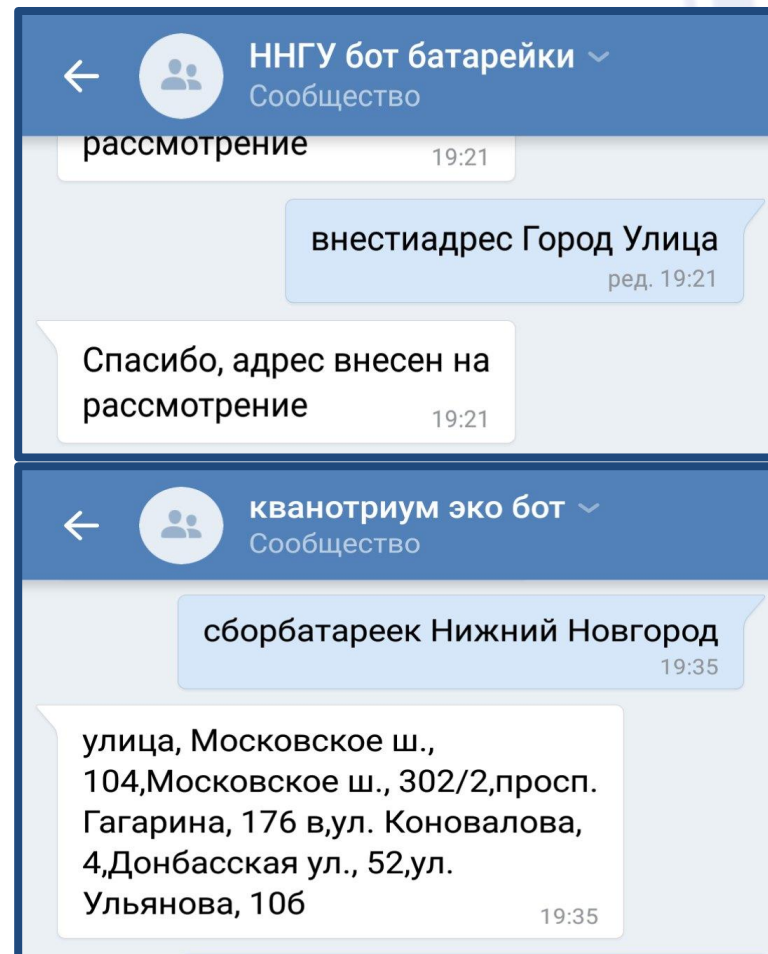 ННГУ бот батарейки
Сообщество
рассмотрение
19:21
внестиадрес Город Улица
ред. 19:21
Спасибо, адрес внесен на
рассмотрение
19:21
кванотриум эко бот
Сообщество
сборбатареек Нижний Новгород
19:35
улица, Московское ш.,
104,Московское ш., 302/2,просп.
Гагарина, 176 в,ул. Коновалова,
4,Донбасская ул., 52,ул.
Ульянова, 10б
19:35